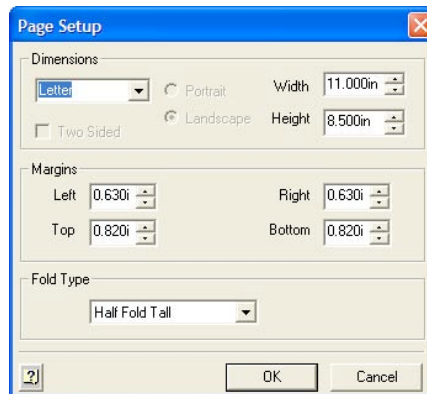 Page Setup
Dimensions
Letter
Portrait
Width 11.000in
Two Sided
Landscape
Height 8.500in
Margins
Left 0.630i
Right 0.630i
Top 0.820i
Bottom 0.820i
Fold Type
Half Fold Tall
?
OK
Cancel